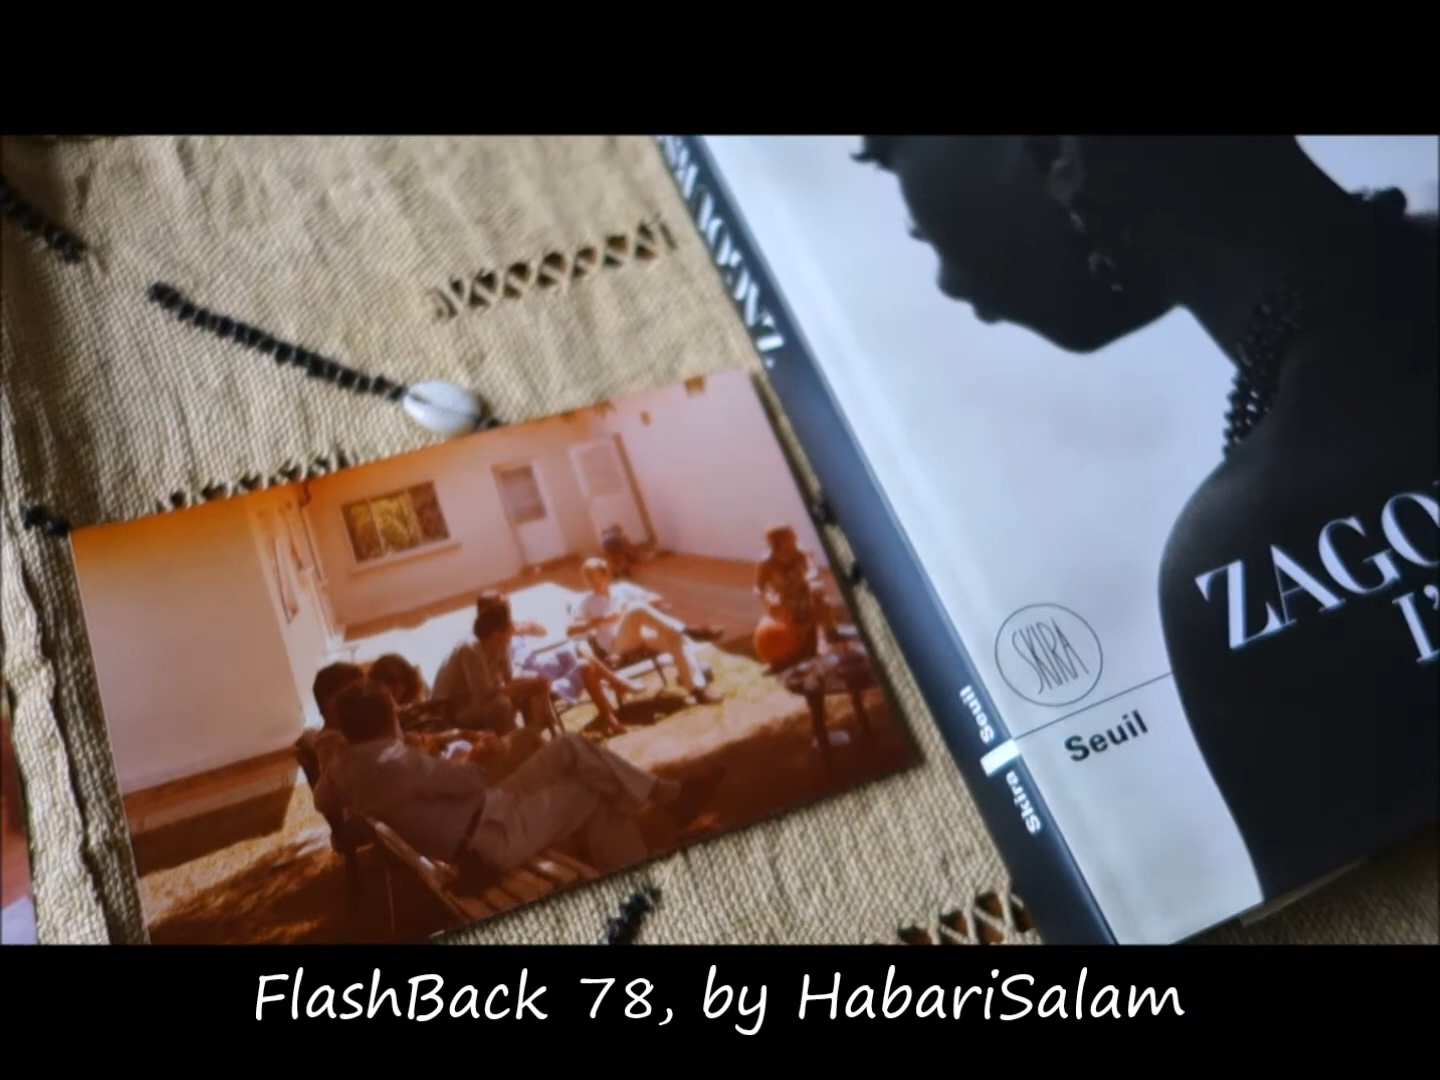 ZAGO
L'
SKIRA
Seuil
Seuil
Skira
FlashBack 78, by HabariSalam